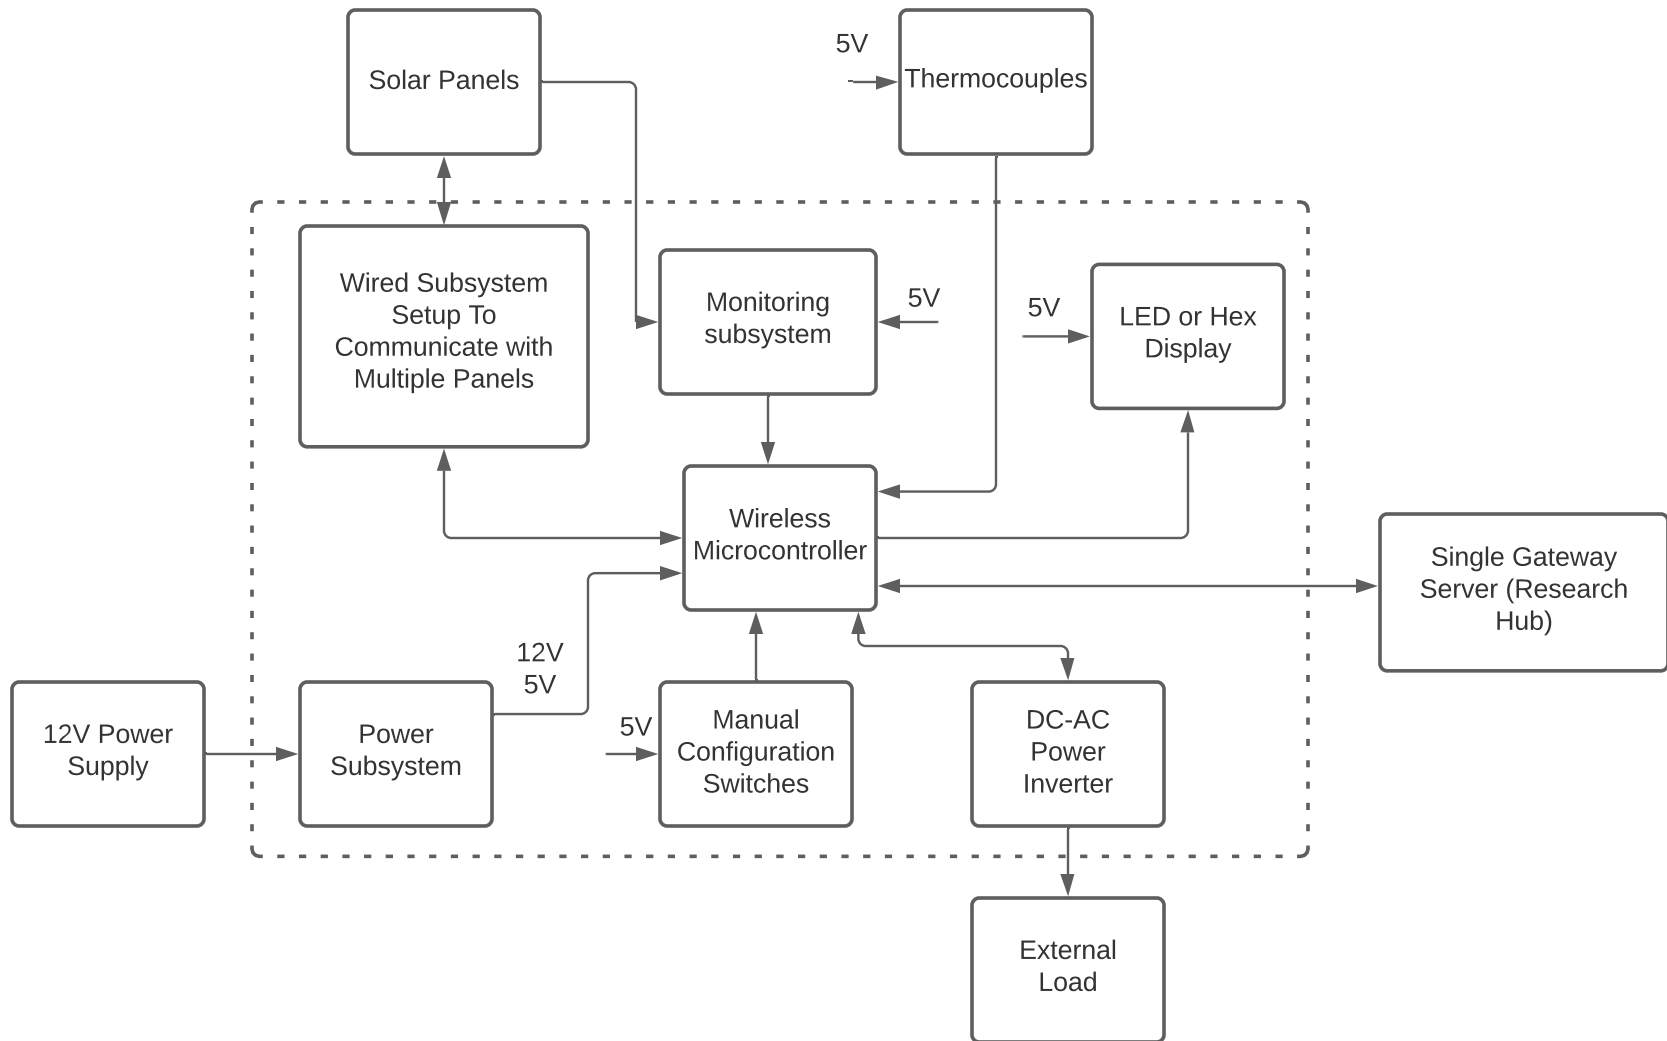 Solar Panels
5V
Thermocouples
Wired Subsystem
Setup To
Communicate with
Multiple Panels
Monitoring
subsystem
5V
5V
LED or Hex
Display
Wireless
Microcontroller
Single Gateway
Server (Research
Hub)
12V
5V
12V Power
Supply
Power
Subsystem
5V
Manual
Configuration
Switches
DC-AC
Power
Inverter
External
Load